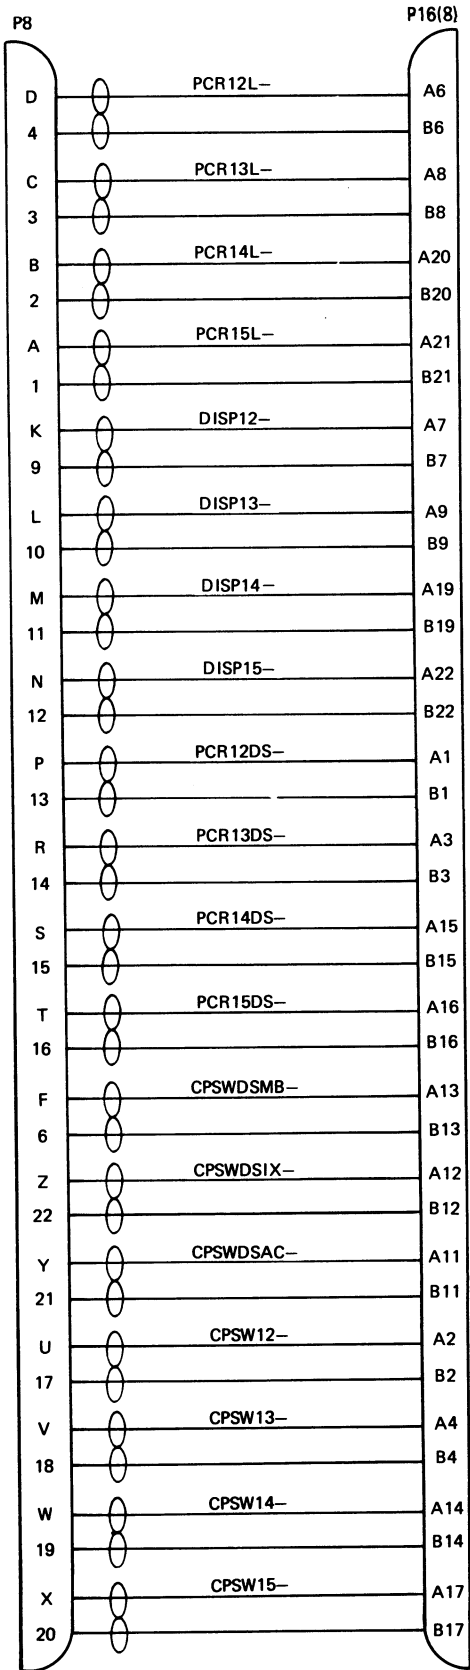 P8 P16(8)
D PCR12L— A6
4 B6
C PCR13L— A8
3 B8
B PCR14L— A20
2 B20
A PCR15L— A21
1 B21
K DISP12— A7
9 B7
L DISP13— A9
10 B9
M DISP14— A19
11 B19
N DISP15— A22
12 B22
P PCR12DS— A1
13 B1
R PCR13DS— A3
14 B3
S PCR14DS— A15
15 B15
T PCR15DS— A16
16 B16
F CPSWDSMB— A13
6 B13
Z CPSWDSIX— A12
22 B12
Y CPSWDSAC— A11
21 B11
U CPSW12— A2
17 B2
V CPSW13— A4
18 B4
W CPSW14— A14
19 B14
X CPSW15— A17
20 B17